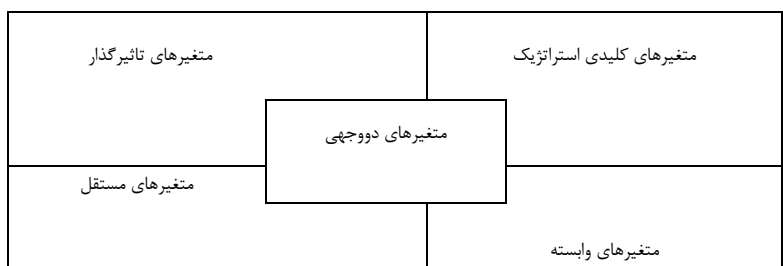 متغیرهای کلیدی استراتژیک
متغیرهای تاثیرگذار
متغیرهای دووجهی
متغیرهای مستقل
متغیرهای وابسته